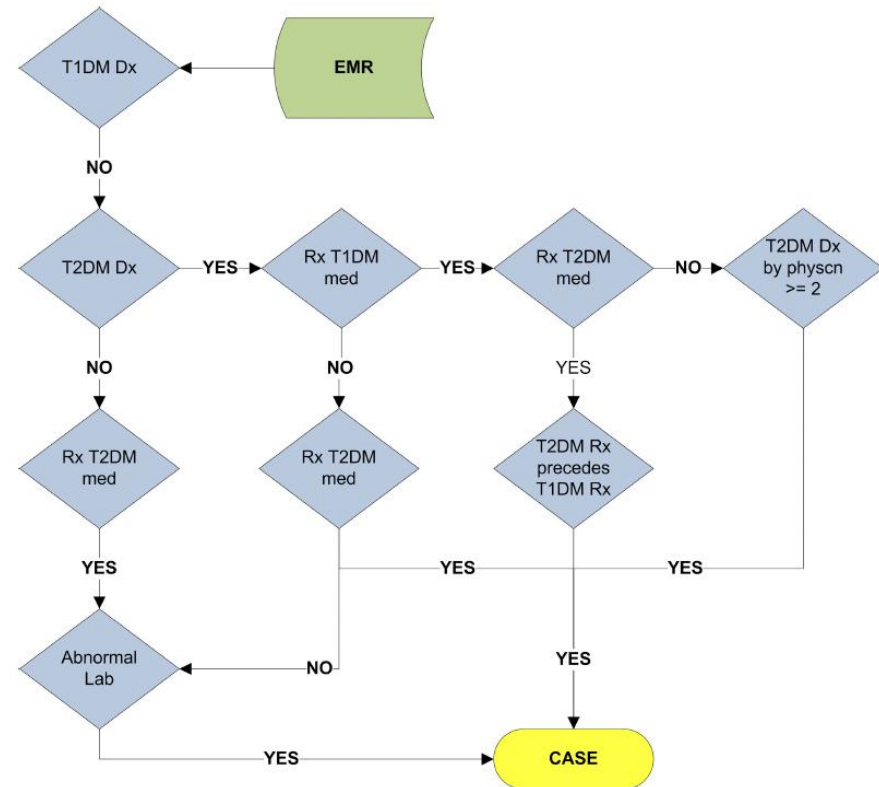 T1DM Dx
EMR
NO
T2DM Dx
YES
Rx T1DM
med
YES
Rx T2DM
med
NO
T2DM Dx
by physcn
>= 2
NO
NO
YES
Rx T2DM
med
Rx T2DM
med
T2DM Rx
precedes
T1DM Rx
YES
YES
YES
Abnormal
Lab
NO
YES
YES
CASE